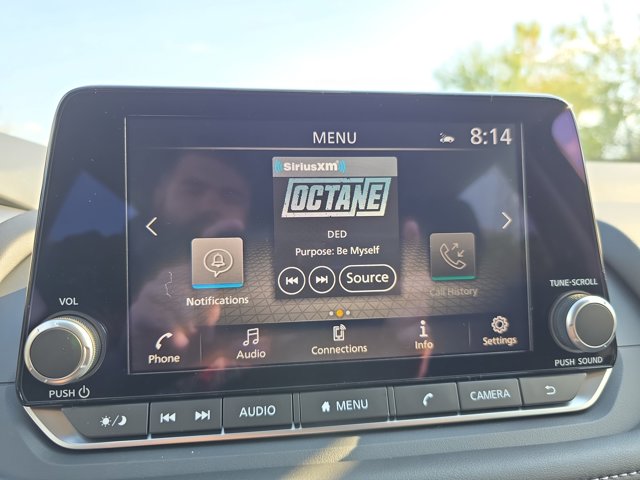 MENU
8:14
SiriusXM
OCTANE
DED
Purpose: Be Myself
Source
Notifications
Call History
Phone
Audio
Connections
Info
Settings
VOL
PUSH
TUNE-SCROLL
PUSH SOUND
AUDIO
MENU
CAMERA